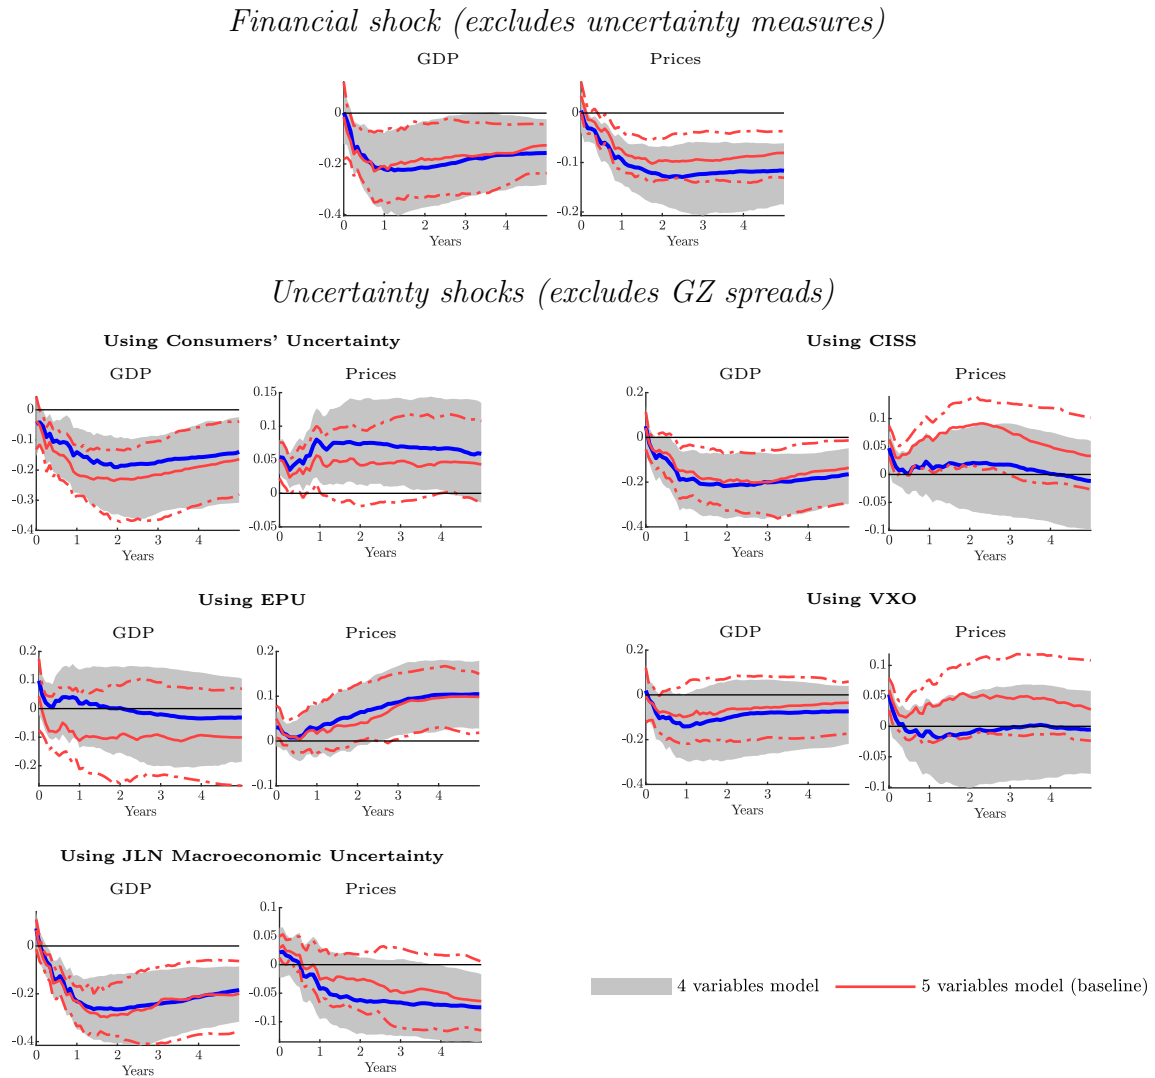 Financial shock (excludes uncertainty measures)
GDP
Prices
0
-0.2
-0.4
0 1 2 3 4
Years
0
-0.1
-0.2
0 1 2 3 4
Years
Uncertainty shocks (excludes GZ spreads)
Using Consumers' Uncertainty
GDP
Prices
0
-0.1
-0.2
-0.3
-0.4
0 1 2 3 4
Years
0.15
0.1
0.05
0
-0.05
0 1 2 3 4
Using CISS
GDP
Prices
0.2
0
-0.2
-0.4
0 1 2 3 4
Years
0.1
0.05
0
-0.05
-0.1
0 1 2 3 4
Using EPU
GDP
Prices
0.2
0.1
0
-0.1
-0.2
0 1 2 3 4
Years
0.2
0.1
0
-0.1
0 1 2 3 4
Years
Using VXO
GDP
Prices
0.2
0
-0.2
-0.4
0 1 2 3 4
Years
0.1
0.05
0
-0.05
-0.1
0 1 2 3 4
Using JLN Macroeconomic Uncertainty
GDP
Prices
0
-0.2
-0.4
0 1 2 3 4
Years
0.1
0.05
0
-0.05
-0.1
0 1 2 3 4
4 variables model
5 variables model (baseline)